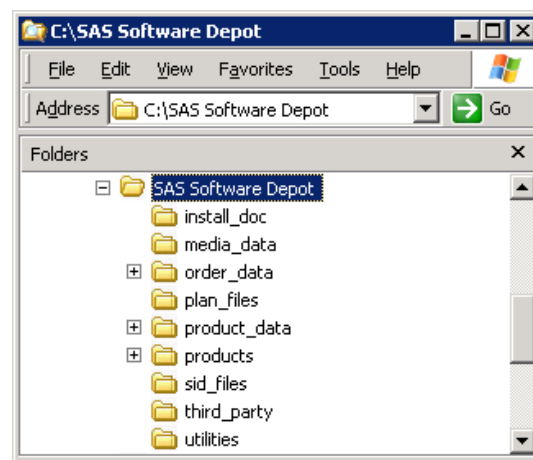 C:\SAS Software Depot
File Edit View Favorites Tools Help
Address C:\SAS Software Depot Go
Folders
SAS Software Depot
install_doc
media_data
order_data
plan_files
product_data
products
sid_files
third_party
utilities